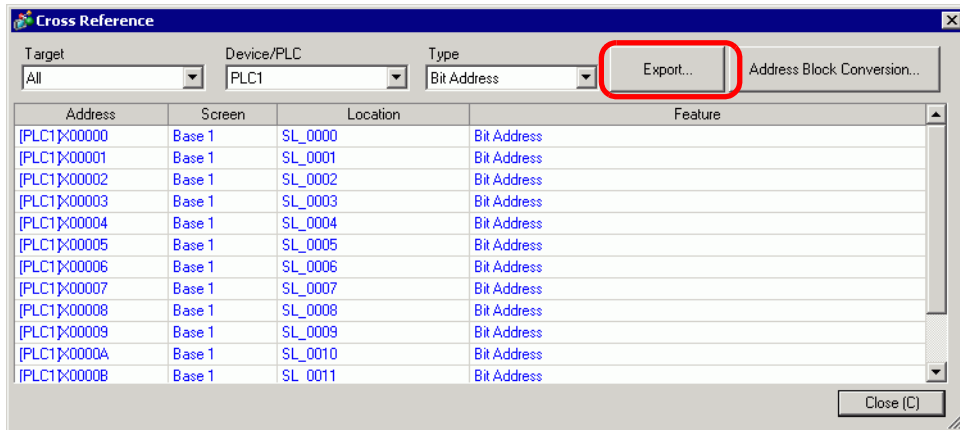 Cross Reference
Target Device/PLC Type
All PLC1 Bit Address Export... Address Block Conversion...
Address Screen Location Feature
[PLC1]X00000 Base 1 SL_0000 Bit Address
[PLC1]X00001 Base 1 SL_0001 Bit Address
[PLC1]X00002 Base 1 SL_0002 Bit Address
[PLC1]X00003 Base 1 SL_0003 Bit Address
[PLC1]X00004 Base 1 SL_0004 Bit Address
[PLC1]X00005 Base 1 SL_0005 Bit Address
[PLC1]X00006 Base 1 SL_0006 Bit Address
[PLC1]X00007 Base 1 SL_0007 Bit Address
[PLC1]X00008 Base 1 SL_0008 Bit Address
[PLC1]X00009 Base 1 SL_0009 Bit Address
[PLC1]X0000A Base 1 SL_0010 Bit Address
[PLC1]X0000B Base 1 SL_0011 Bit Address
Close (C)